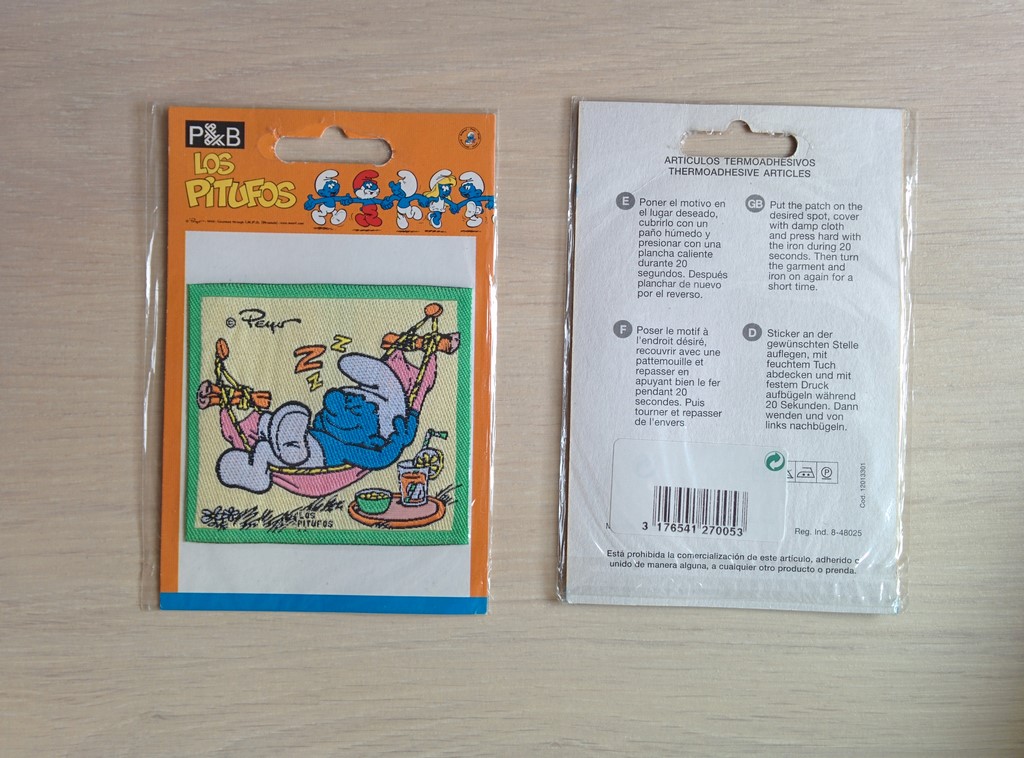 P&B
LOS
PITUFOS
© Peyo
Z
Z
Z
Z
LOS
PITUFOS
ARTICULOS TERMOADHESIVOS
THERMOADHESIVE ARTICLES
E Poner el motivo en
el lugar deseado,
cubrirlo con un
paño húmedo y
presionar con una
plancha caliente
durante 20
segundos. Después
planchar de nuevo
por el reverso.
GB Put the patch on the
desired spot, cover
with damp cloth
and press hard with
the iron during 20
seconds. Then turn
the garment and
iron on again for a
short time.
F Poser le motif à
l'endroit désiré,
recouvrir avec une
pattemouille et
repasser en
apuyant bien le fer
pendant 20
secondes. Puis
tourner et repasser
de l'envers
D Sticker an der
gewünschten Stelle
auflegen, mit
feuchtem Tuch
abdecken und mit
festem Druck
aufbügeln während
20 Sekunden. Dann
wenden und von
links nachbügeln.
P
Cod. 12013301
3 176541 270053
Reg. Ind. 8-48025
Está prohibida la comercialización de este artículo, adherido o
unido de manera alguna, a cualquier otro producto o prenda.